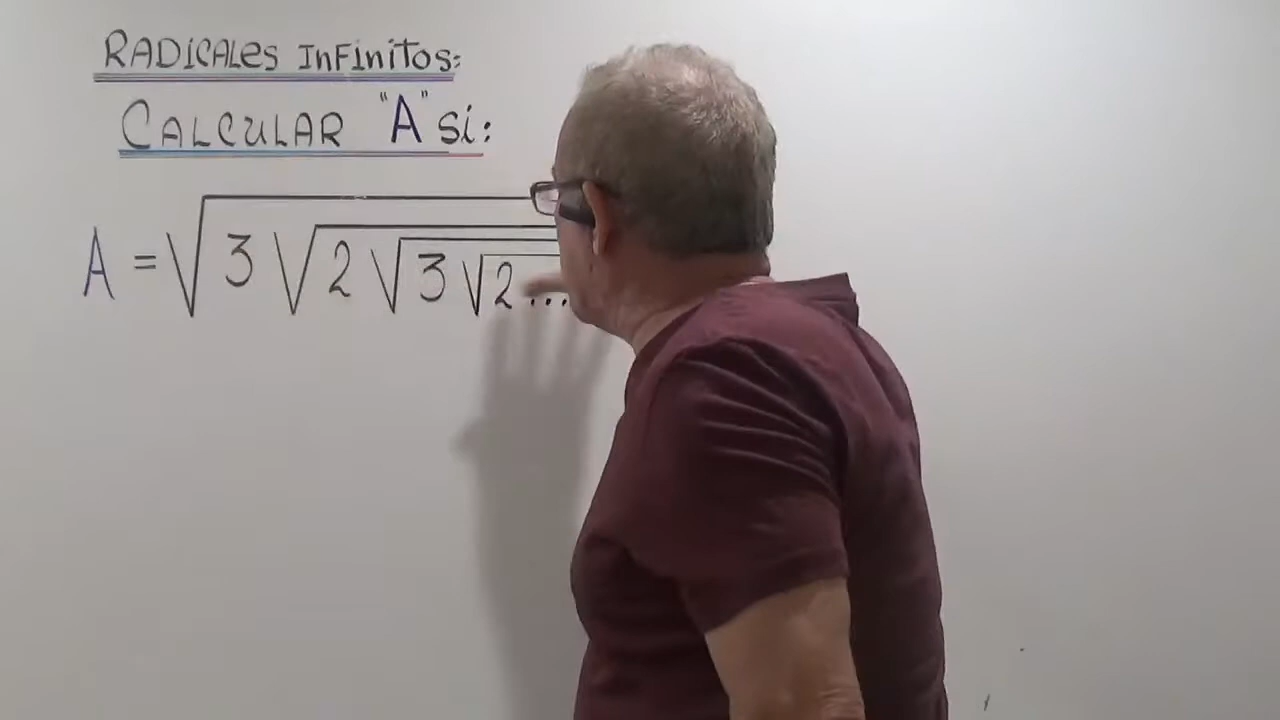 RADICALES INFINITOS:
CALCULAR "A" Si:
A = √3√2√3√2...